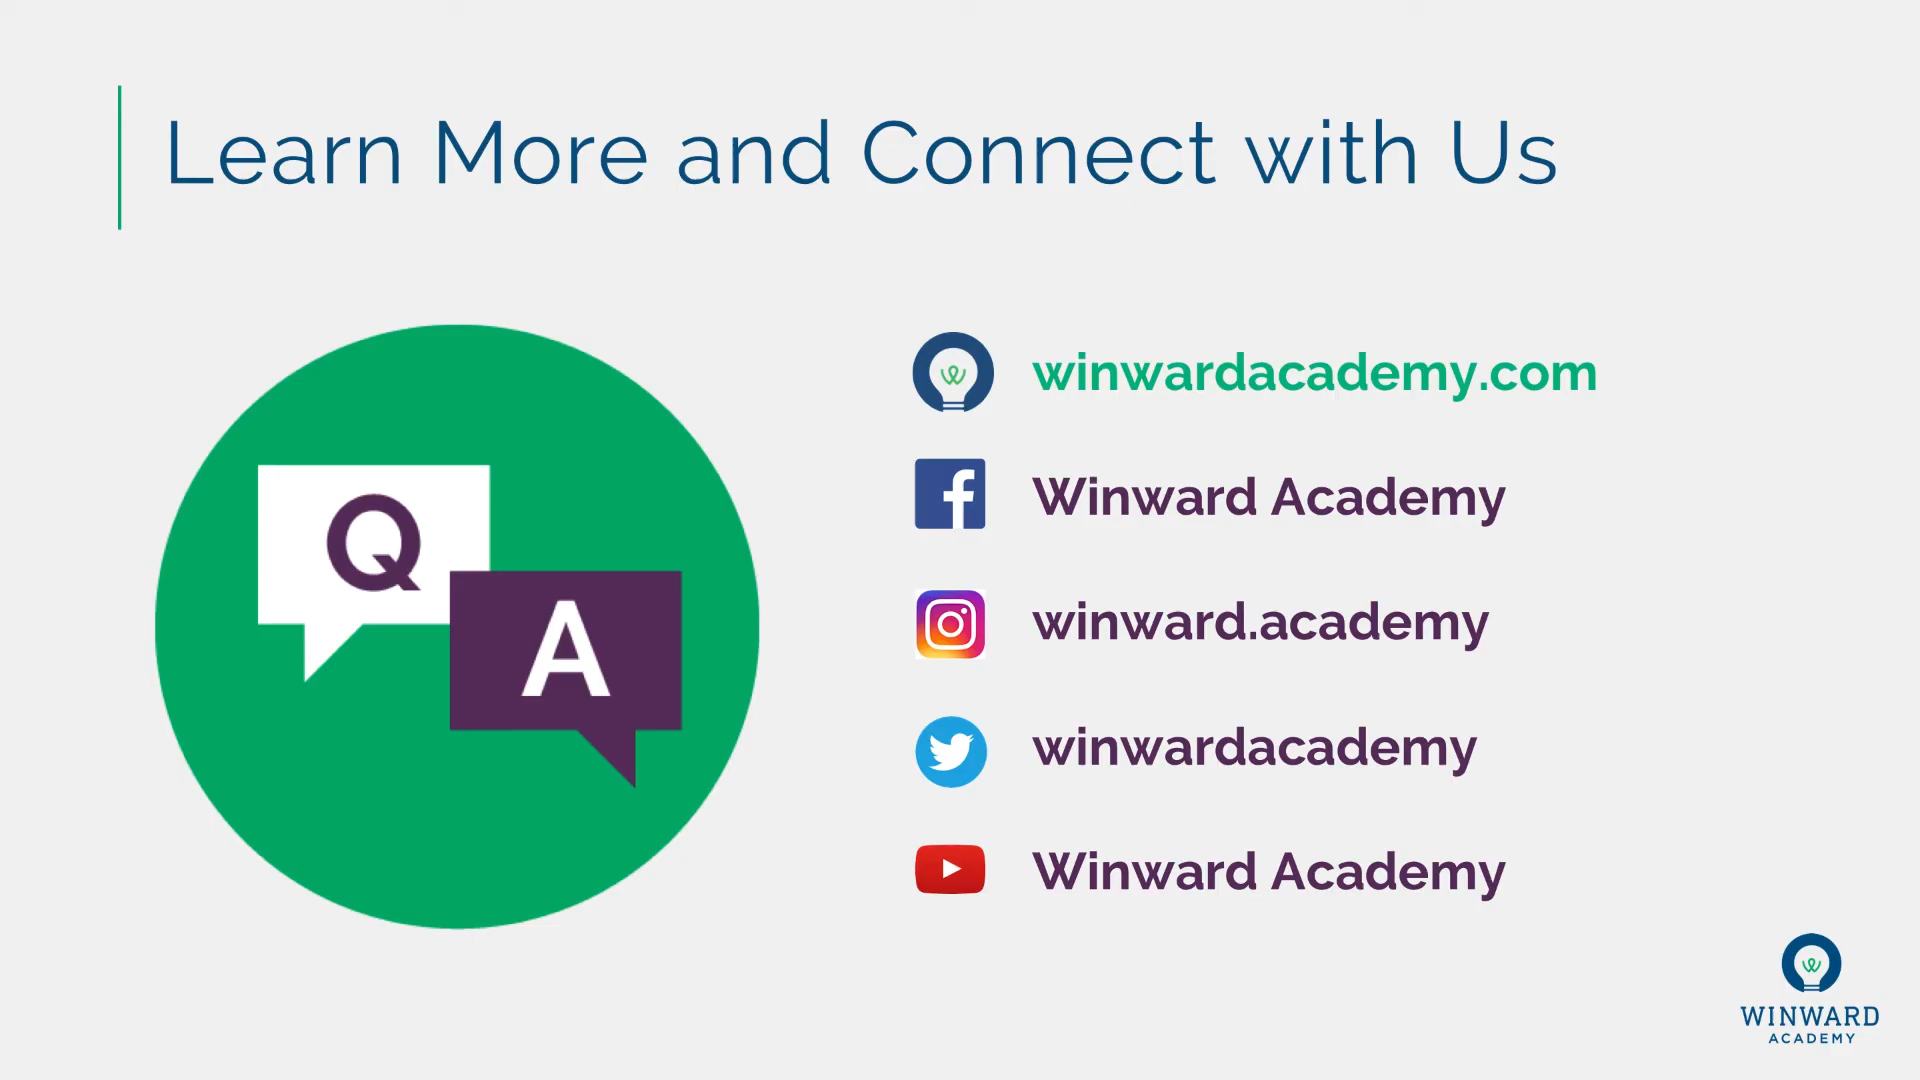 Learn More and Connect with Us
Q
A
winwardacademy.com
Winward Academy
winward.academy
winwardacademy
Winward Academy
WINWARD
ACADEMY